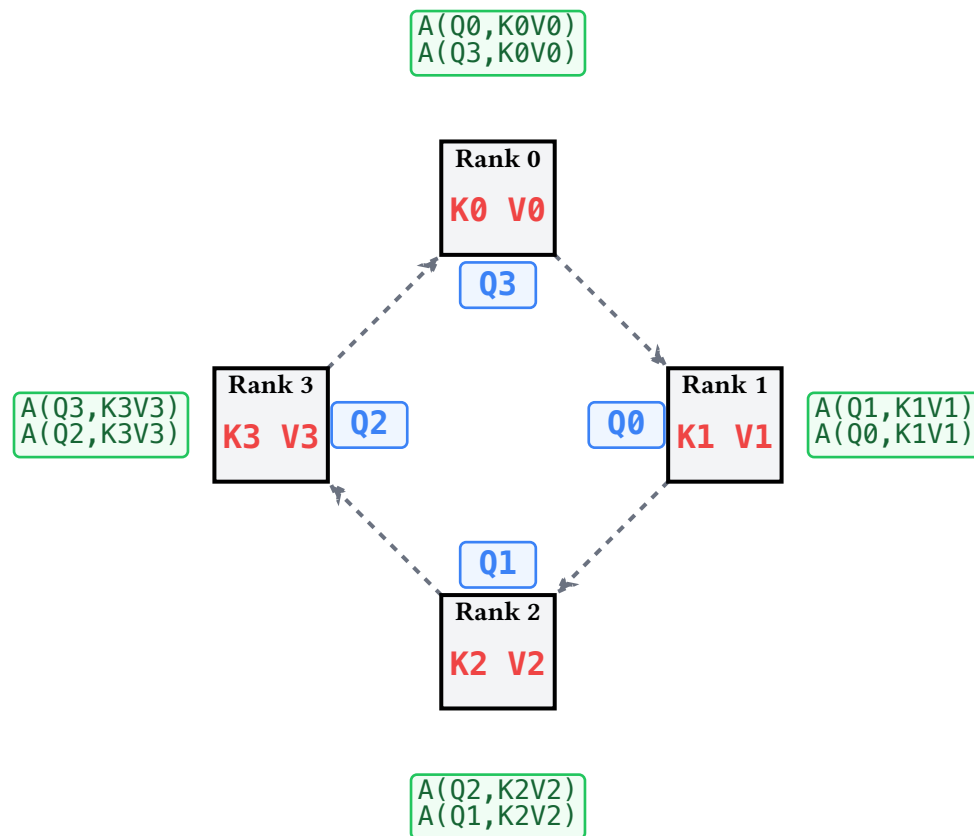 A(Q0,K0V0)
A(Q3,K0V0)
Rank 0
K0 V0
Q3
Rank 3
K3 V3
Q2
A(Q3,K3V3)
A(Q2,K3V3)
Q0
Rank 1
K1 V1
A(Q1,K1V1)
A(Q0,K1V1)
Q1
Rank 2
K2 V2
A(Q2,K2V2)
A(Q1,K2V2)